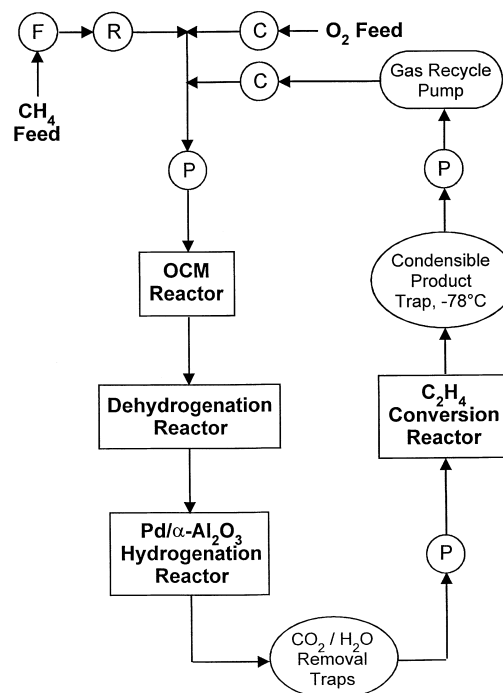 F
R
C
O₂ Feed
C
Gas Recycle
Pump
CH₄
Feed
P
P
OCM
Reactor
Condensible
Product
Trap, -78°C
Dehydrogenation
Reactor
C₂H₄
Conversion
Reactor
Pd/α-Al₂O₃
Hydrogenation
Reactor
P
CO₂ / H₂O
Removal
Traps